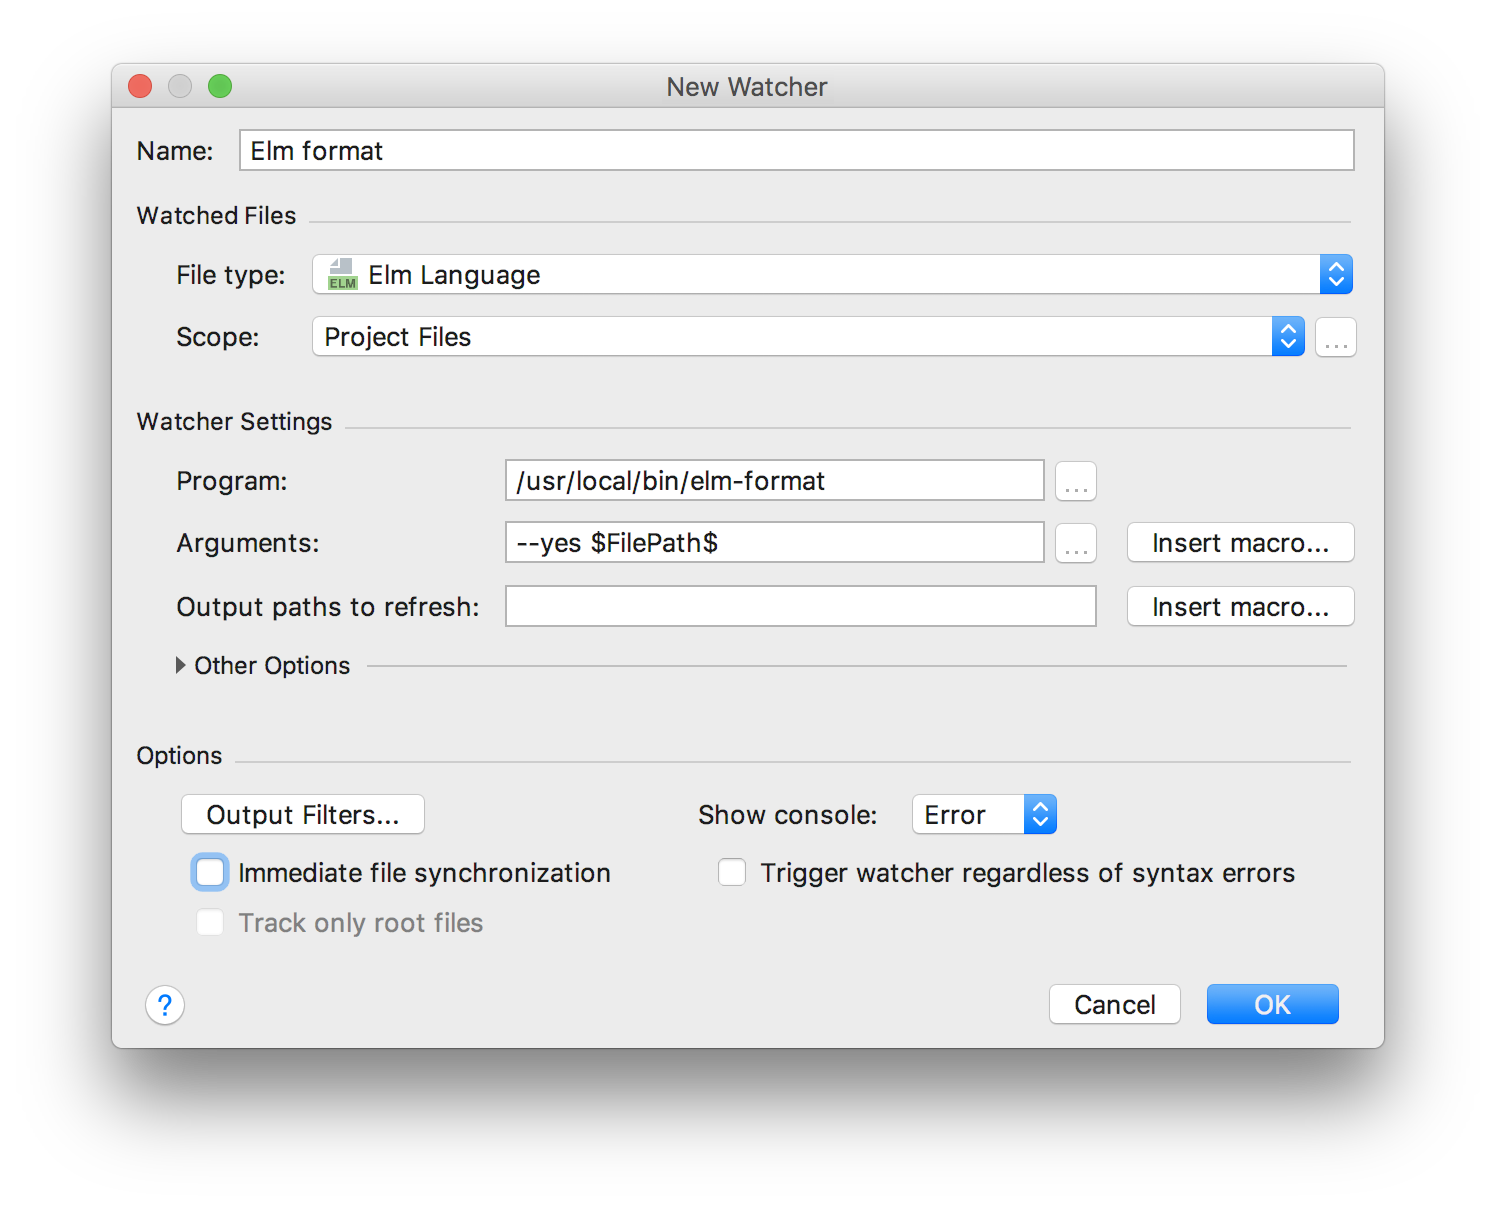 New Watcher
Name: Elm format
Watched Files
File type: ELM Elm Language
Scope: Project Files ...
Watcher Settings
Program: /usr/local/bin/elm-format ...
Arguments: --yes $FilePath$ ... Insert macro...
Output paths to refresh: Insert macro...
Other Options
Options
Output Filters... Show console: Error
Immediate file synchronization Trigger watcher regardless of syntax errors
Track only root files
? Cancel OK